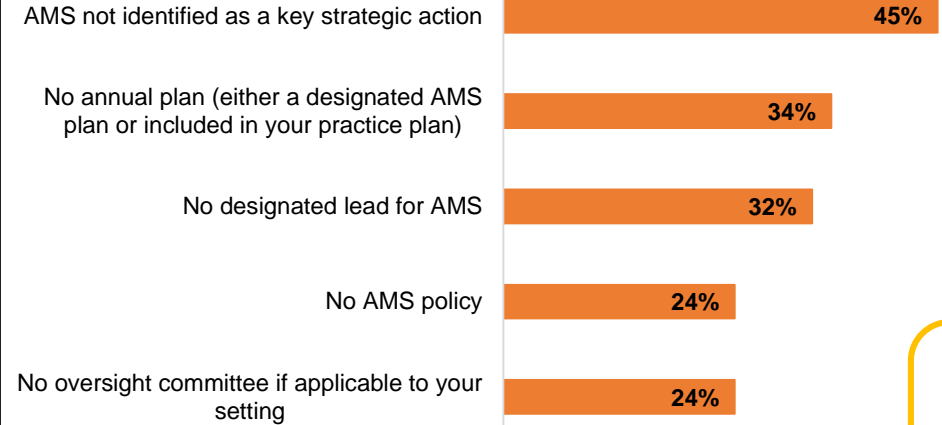 AMS not identified as a key strategic action
45%
No annual plan (either a designated AMS
plan or included in your practice plan)
34%
No designated lead for AMS
32%
No AMS policy
24%
No oversight committee if applicable to your
setting
24%